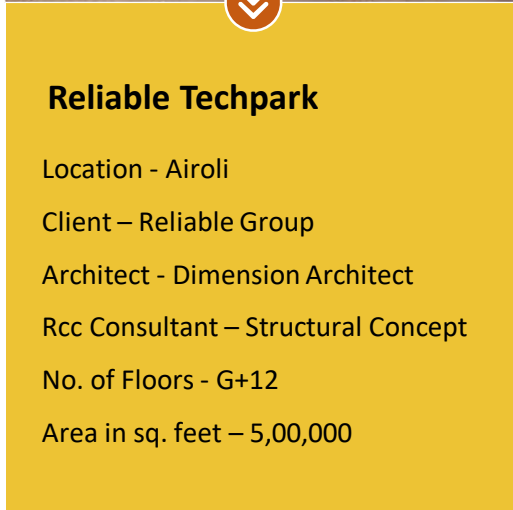 Reliable Techpark
Location - Airoli
Client – Reliable Group
Architect - Dimension Architect
Rcc Consultant – Structural Concept
No. of Floors - G+12
Area in sq. feet – 5,00,000